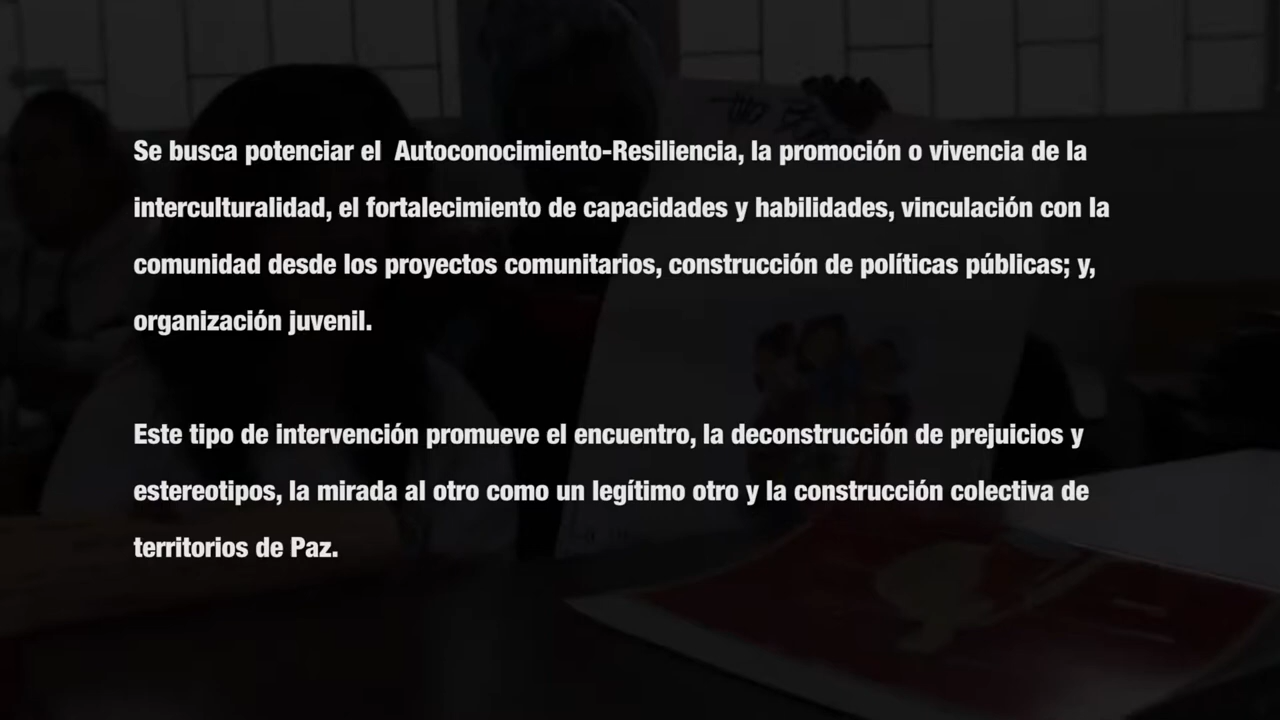 Se busca potenciar el  Autoconocimiento-Resiliencia, la promoción o vivencia de la
interculturalidad, el fortalecimiento de capacidades y habilidades, vinculación con la
comunidad desde los proyectos comunitarios, construcción de políticas públicas; y,
organización juvenil.
Este tipo de intervención promueve el encuentro, la deconstrucción de prejuicios y
estereotipos, la mirada al otro como un legítimo otro y la construcción colectiva de
territorios de Paz.